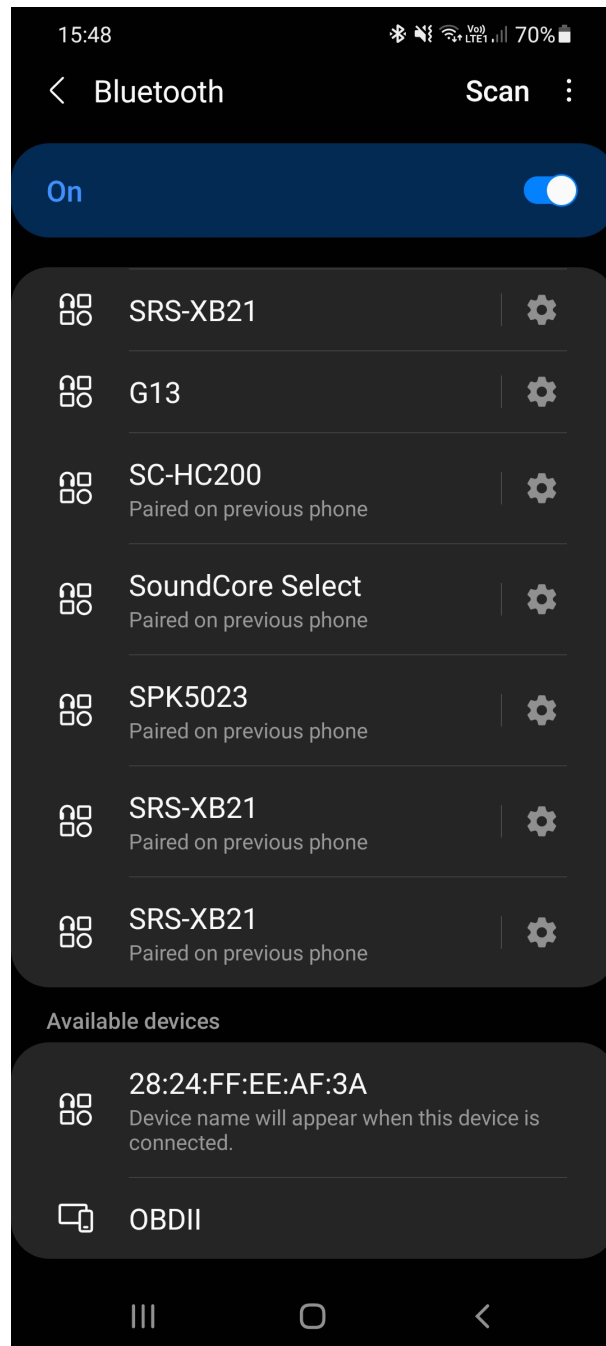 15:48 Vo)) LTE1 70%
Bluetooth Scan
On
SRS-XB21
G13
SC-HC200
Paired on previous phone
SoundCore Select
Paired on previous phone
SPK5023
Paired on previous phone
SRS-XB21
Paired on previous phone
SRS-XB21
Paired on previous phone
Available devices
28:24:FF:EE:AF:3A
Device name will appear when this device is
connected.
OBDII